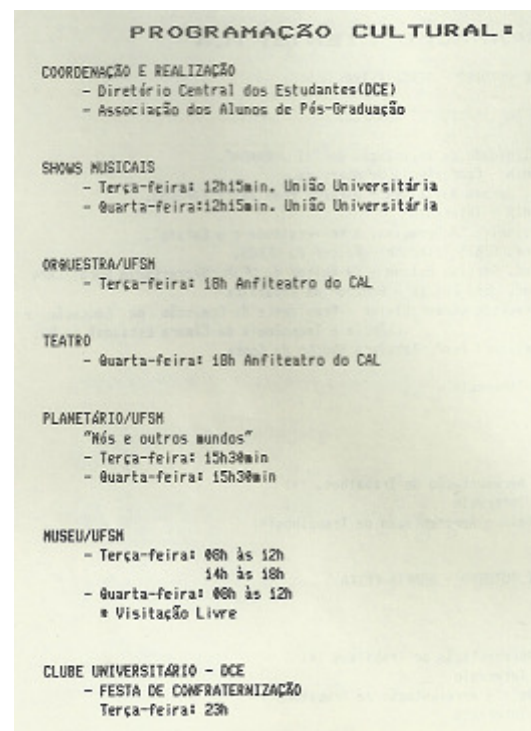 PROGRAMAÇÃO CULTURAL:
COORDENAÇÃO E REALIZAÇÃO
- Diretório Central dos Estudantes(DCE)
- Associação dos Alunos de Pós-Graduação
SHOWS MUSICAIS
- Terça-feira: 12h15min. União Universitária
- Quarta-feira:12h15min. União Universitária
ORQUESTRA/UFSM
- Terça-feira: 18h Anfiteatro do CAL
TEATRO
- Quarta-feira: 18h Anfiteatro do CAL
PLANETÁRIO/UFSM
"Nós e outros mundos"
- Terça-feira: 15h30min
- Quarta-feira: 15h30min
MUSEU/UFSM
- Terça-feira: 08h às 12h
14h às 18h
- Quarta-feira: 08h às 12h
* Visitação Livre
CLUBE UNIVERSITÁRIO - DCE
- FESTA DE CONFRATERNIZAÇÃO
Terça-feira: 23h